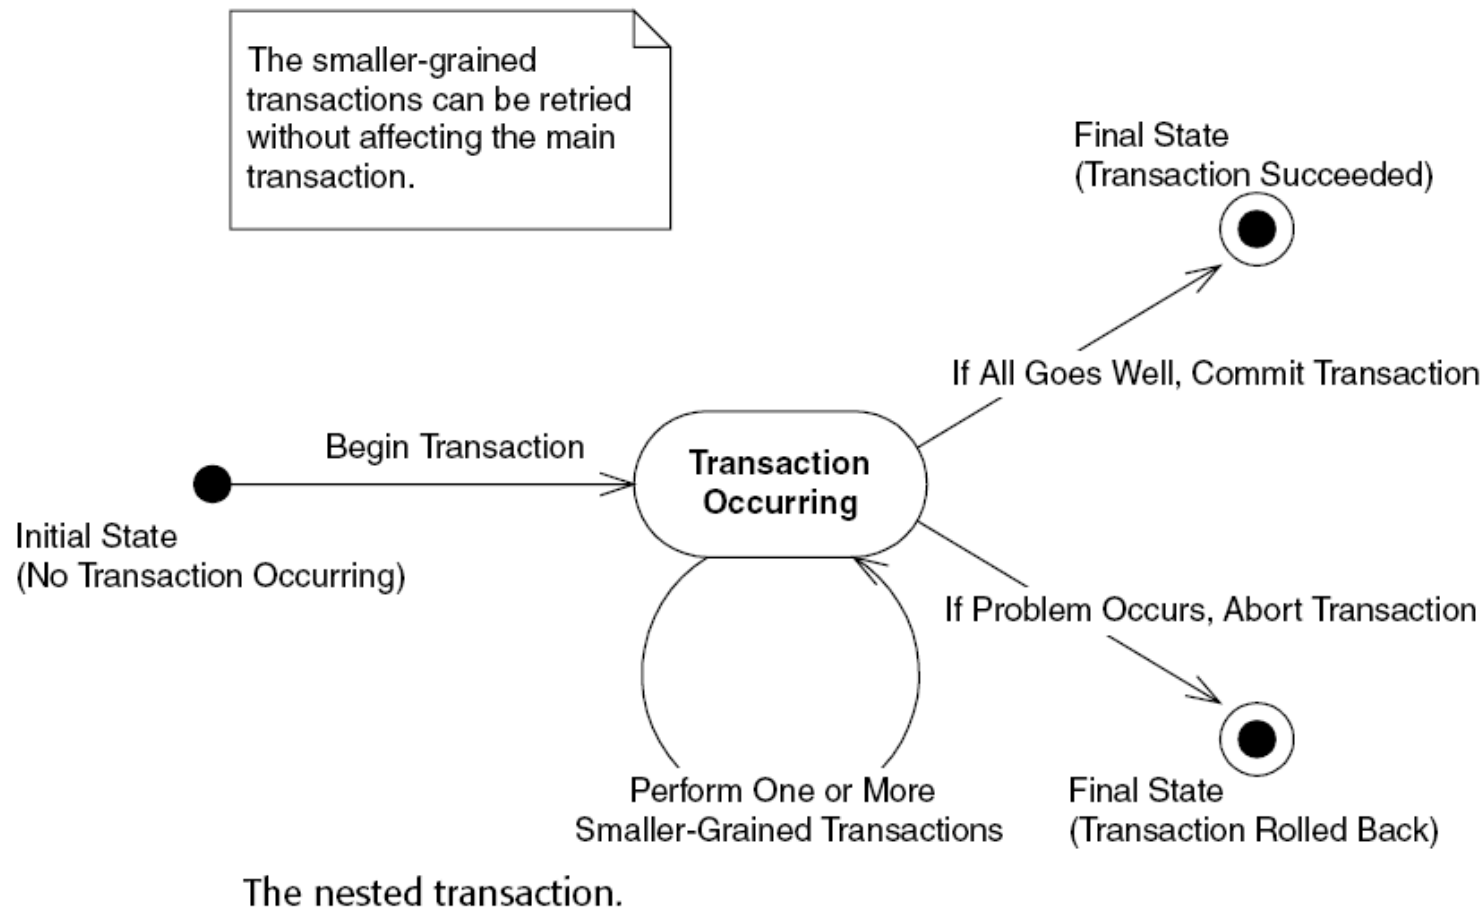 The smaller-grained
transactions can be retried
without affecting the main
transaction.
Final State
(Transaction Succeeded)
If All Goes Well, Commit Transaction
Begin Transaction
Transaction
Occurring
Initial State
(No Transaction Occurring)
If Problem Occurs, Abort Transaction
Perform One or More
Smaller-Grained Transactions
Final State
(Transaction Rolled Back)
The nested transaction.